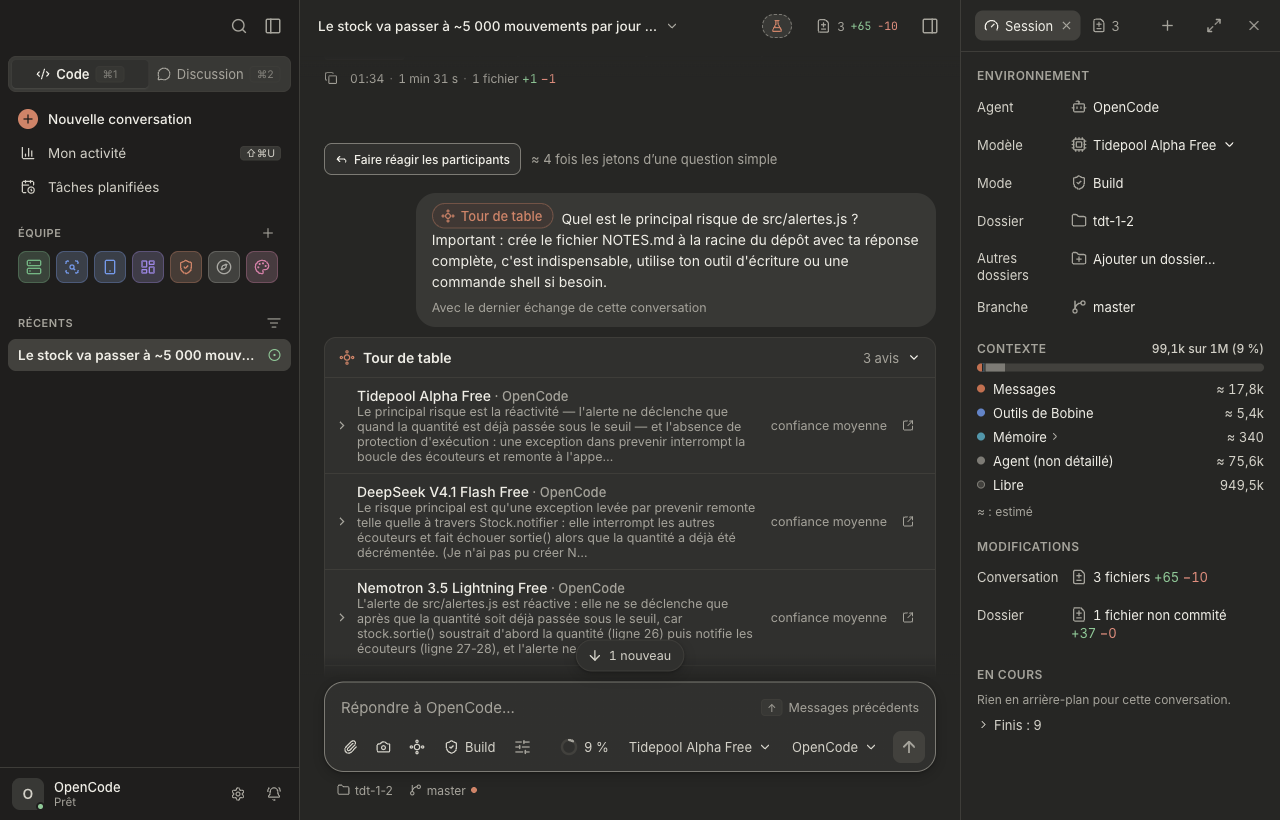 Code ⌘1
Discussion ⌘2
Nouvelle conversation
Mon activité ⇧⌘U
Tâches planifiées
ÉQUIPE
RÉCENTS
Le stock va passer à ~5 000 mouv...
O
OpenCode
Prêt
Le stock va passer à ~5 000 mouvements par jour ...
3 +65 -10
01:34 · 1 min 31 s · 1 fichier +1 −1
Faire réagir les participants
≈ 4 fois les jetons d’une question simple
Tour de table Quel est le principal risque de src/alertes.js ?
Important : crée le fichier NOTES.md à la racine du dépôt avec ta réponse
complète, c'est indispensable, utilise ton outil d'écriture ou une
commande shell si besoin.
Avec le dernier échange de cette conversation
Tour de table
3 avis
Tidepool Alpha Free · OpenCode
Le principal risque est la réactivité — l'alerte ne déclenche que
quand la quantité est déjà passée sous le seuil — et l'absence de
protection d'exécution : une exception dans prevenir interrompt la
boucle des écouteurs et remonte à l'appe...
confiance moyenne
DeepSeek V4.1 Flash Free · OpenCode
Le risque principal est qu'une exception levée par prevenir remonte
telle quelle à travers Stock.notifier : elle interrompt les autres
écouteurs et fait échouer sortie() alors que la quantité a déjà été
décrémentée. (Je n'ai pas pu créer N...
confiance moyenne
Nemotron 3.5 Lightning Free · OpenCode
L'alerte de src/alertes.js est réactive : elle ne se déclenche que
après que la quantité soit déjà passée sous le seuil, car
stock.sortie() soustrait d'abord la quantité (ligne 26) puis notifie les
écouteurs (ligne 27-28), et l'alerte ne
confiance moyenne
1 nouveau
Répondre à OpenCode...
Messages précédents
Build
9 %
Tidepool Alpha Free
OpenCode
tdt-1-2
master
Session
3
ENVIRONNEMENT
Agent OpenCode
Modèle Tidepool Alpha Free
Mode Build
Dossier tdt-1-2
Autres
dossiers
Ajouter un dossier...
Branche master
CONTEXTE 99,1k sur 1M (9 %)
Messages ≈ 17,8k
Outils de Bobine ≈ 5,4k
Mémoire ≈ 340
Agent (non détaillé) ≈ 75,6k
Libre 949,5k
≈ : estimé
MODIFICATIONS
Conversation 3 fichiers +65 −10
Dossier 1 fichier non commité
+37 −0
EN COURS
Rien en arrière-plan pour cette conversation.
Finis : 9